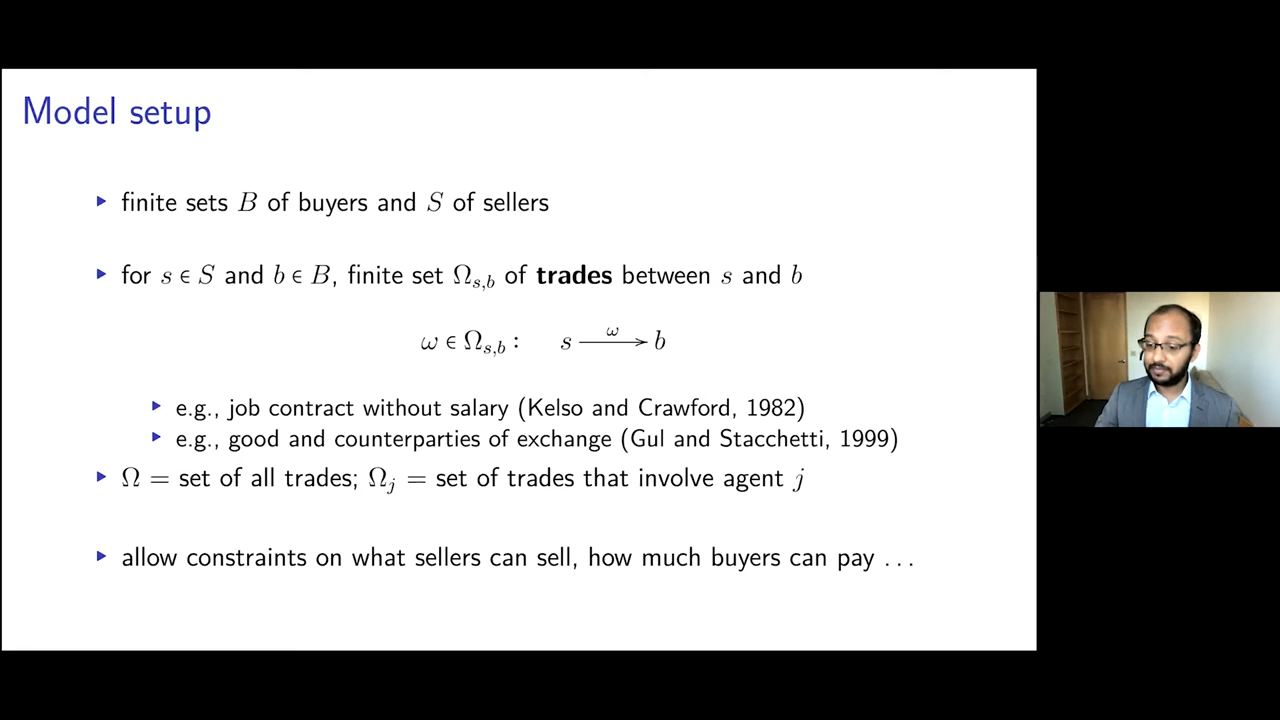 Model setup
▸ finite sets B of buyers and S of sellers
▸ for s ∈ S and b ∈ B, finite set Ω_{s,b} of trades between s and b
ω ∈ Ω_{s,b} : s —ω→ b
▸ e.g., job contract without salary (Kelso and Crawford, 1982)
▸ e.g., good and counterparties of exchange (Gul and Stacchetti, 1999)
▸ Ω = set of all trades; Ω_j = set of trades that involve agent j
▸ allow constraints on what sellers can sell, how much buyers can pay . . .